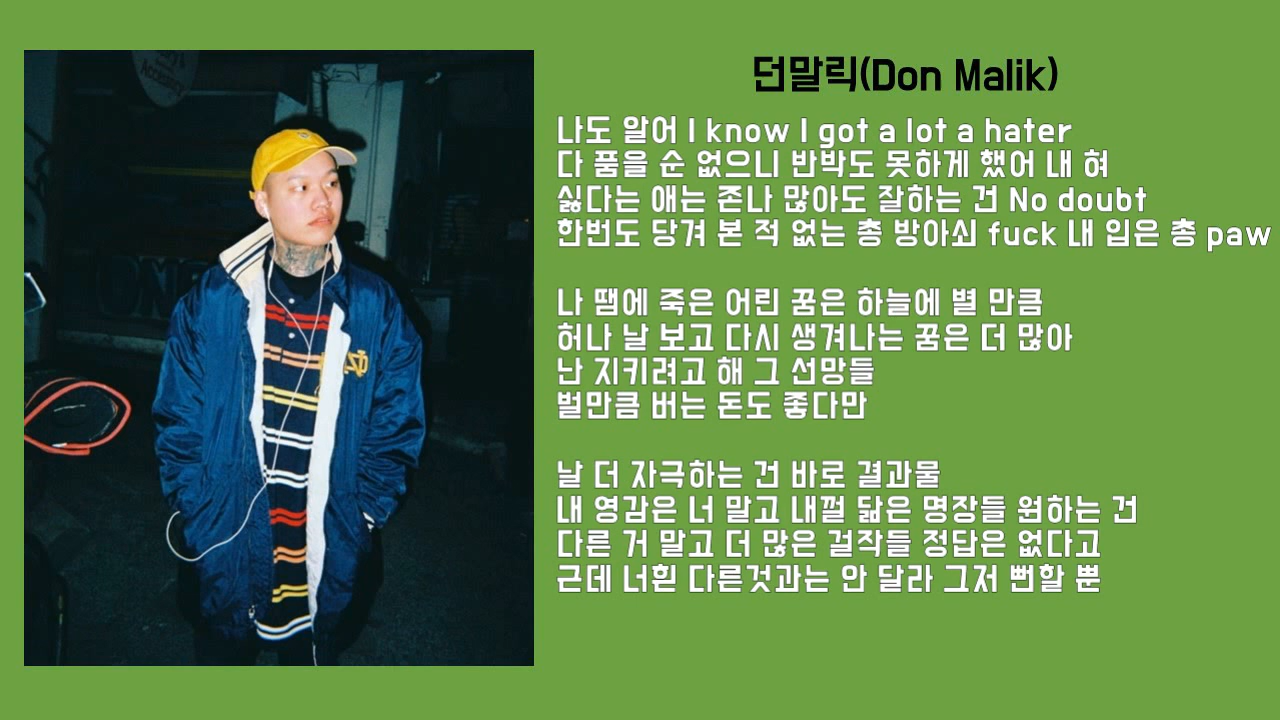 던말릭(Don Malik)
나도 알어 I know I got a lot a hater
다 품을 순 없으니 반박도 못하게 했어 내 혀
싫다는 애는 존나 많아도 잘하는 건 No doubt
한번도 당겨 본 적 없는 총 방아쇠 fuck 내 입은 총 paw
나 땜에 죽은 어린 꿈은 하늘에 별 만큼
허나 날 보고 다시 생겨나는 꿈은 더 많아
난 지키려고 해 그 선망들
벌만큼 버는 돈도 좋다만
날 더 자극하는 건 바로 결과물
내 영감은 너 말고 내껄 닮은 명장들 원하는 건
다른 거 말고 더 많은 걸작들 정답은 없다고
근데 너흰 다른것과는 안 달라 그저 뻔할 뿐